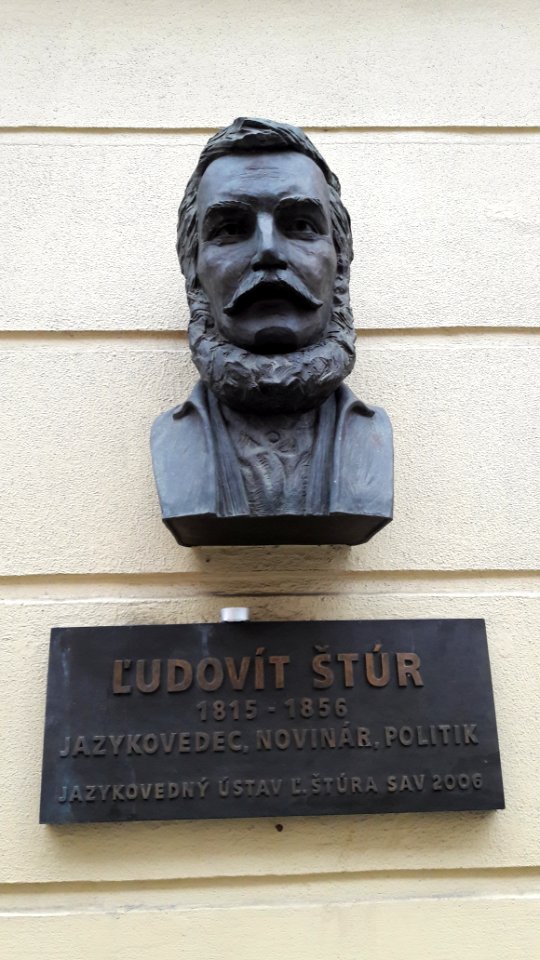 ĽUDOVÍT ŠTÚR
1815 - 1856
JAZYKOVEDEC, NOVINÁR, POLITIK
JAZYKOVEDNÝ ÚSTAV Ľ. ŠTÚRA SAV 2006